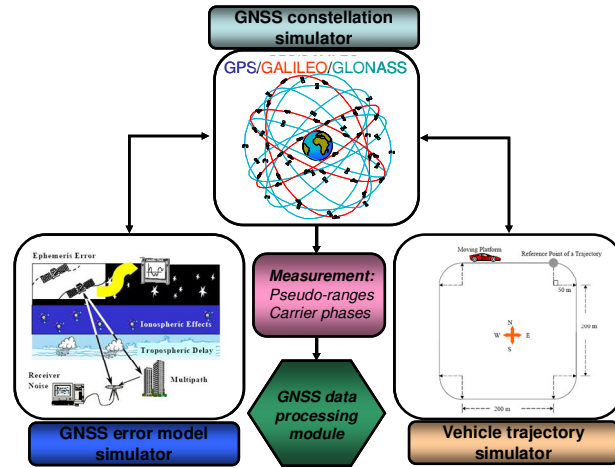 GNSS constellation
simulator
GPS/GALILEO/GLONASS
Ephemeris Error
Ionospheric Effects
Tropospheric Delay
Receiver
Noise
Multipath
GNSS error model
simulator
Measurement:
Pseudo-ranges
Carrier phases
GNSS data
processing
module
Moving Platform
Reference Point of a Trajectory
50 m
200 m
N
W E
S
200 m
Vehicle trajectory
simulator